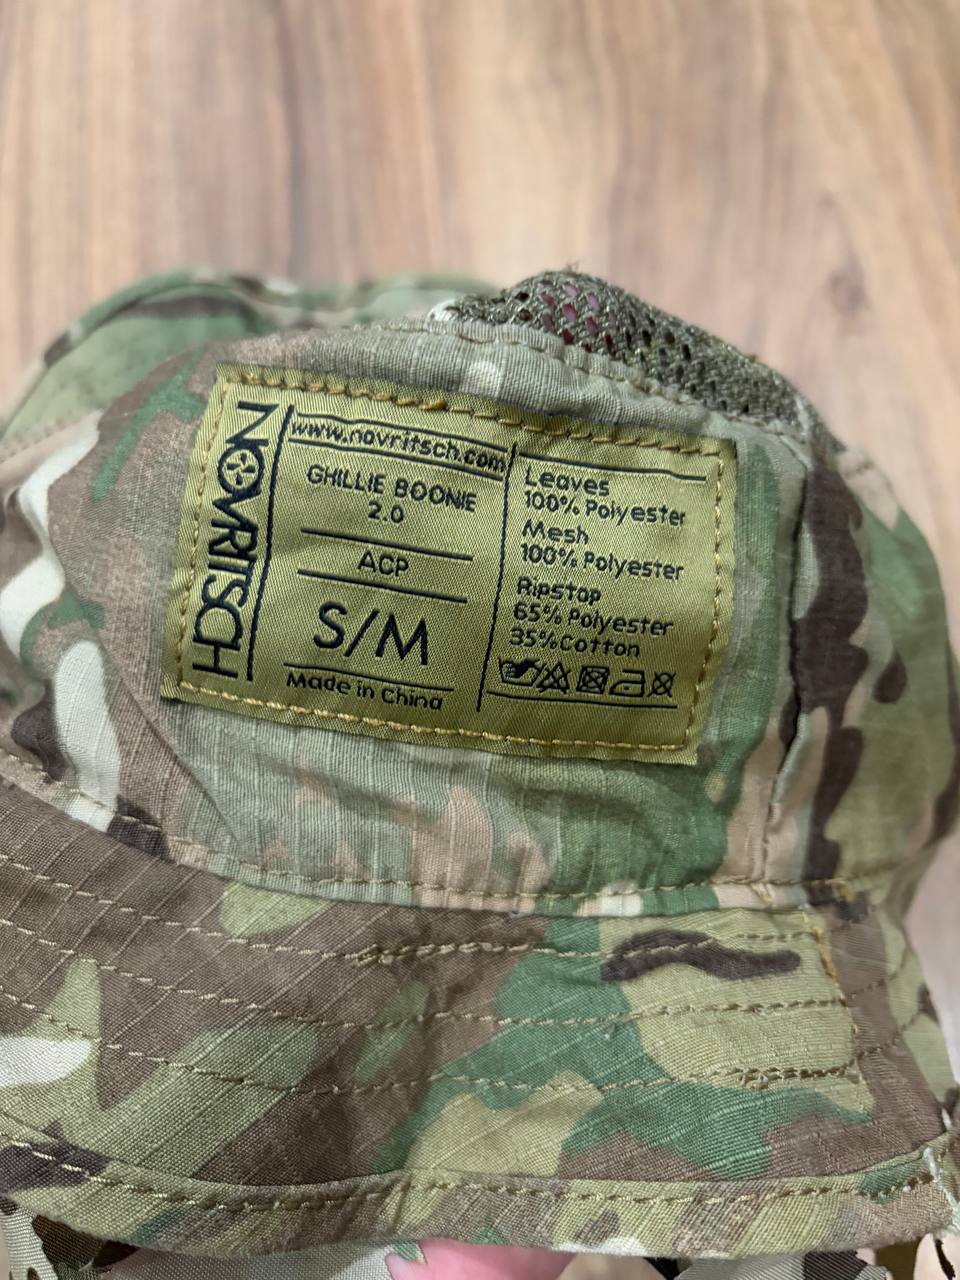 NOVRITSCH
www.novritsch.com
GHILLIE BOONIE
2.0
ACP
S/M
Made in China
Leaves
100% Polyester
Mesh
100% Polyester
Ripstop
65% Polyester
35%Cotton